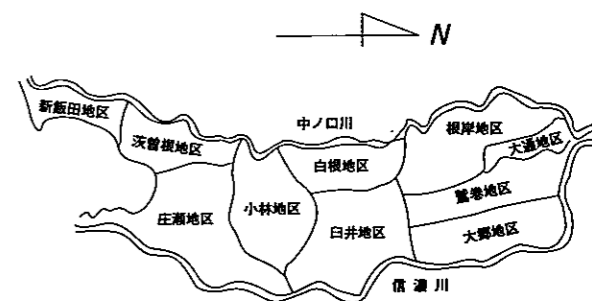 N
新飯田地区
茨曽根地区
中ノ口川
根岸地区
大通地区
白根地区
鷲巻地区
庄瀬地区
小林地区
臼井地区
大郷地区
信濃川